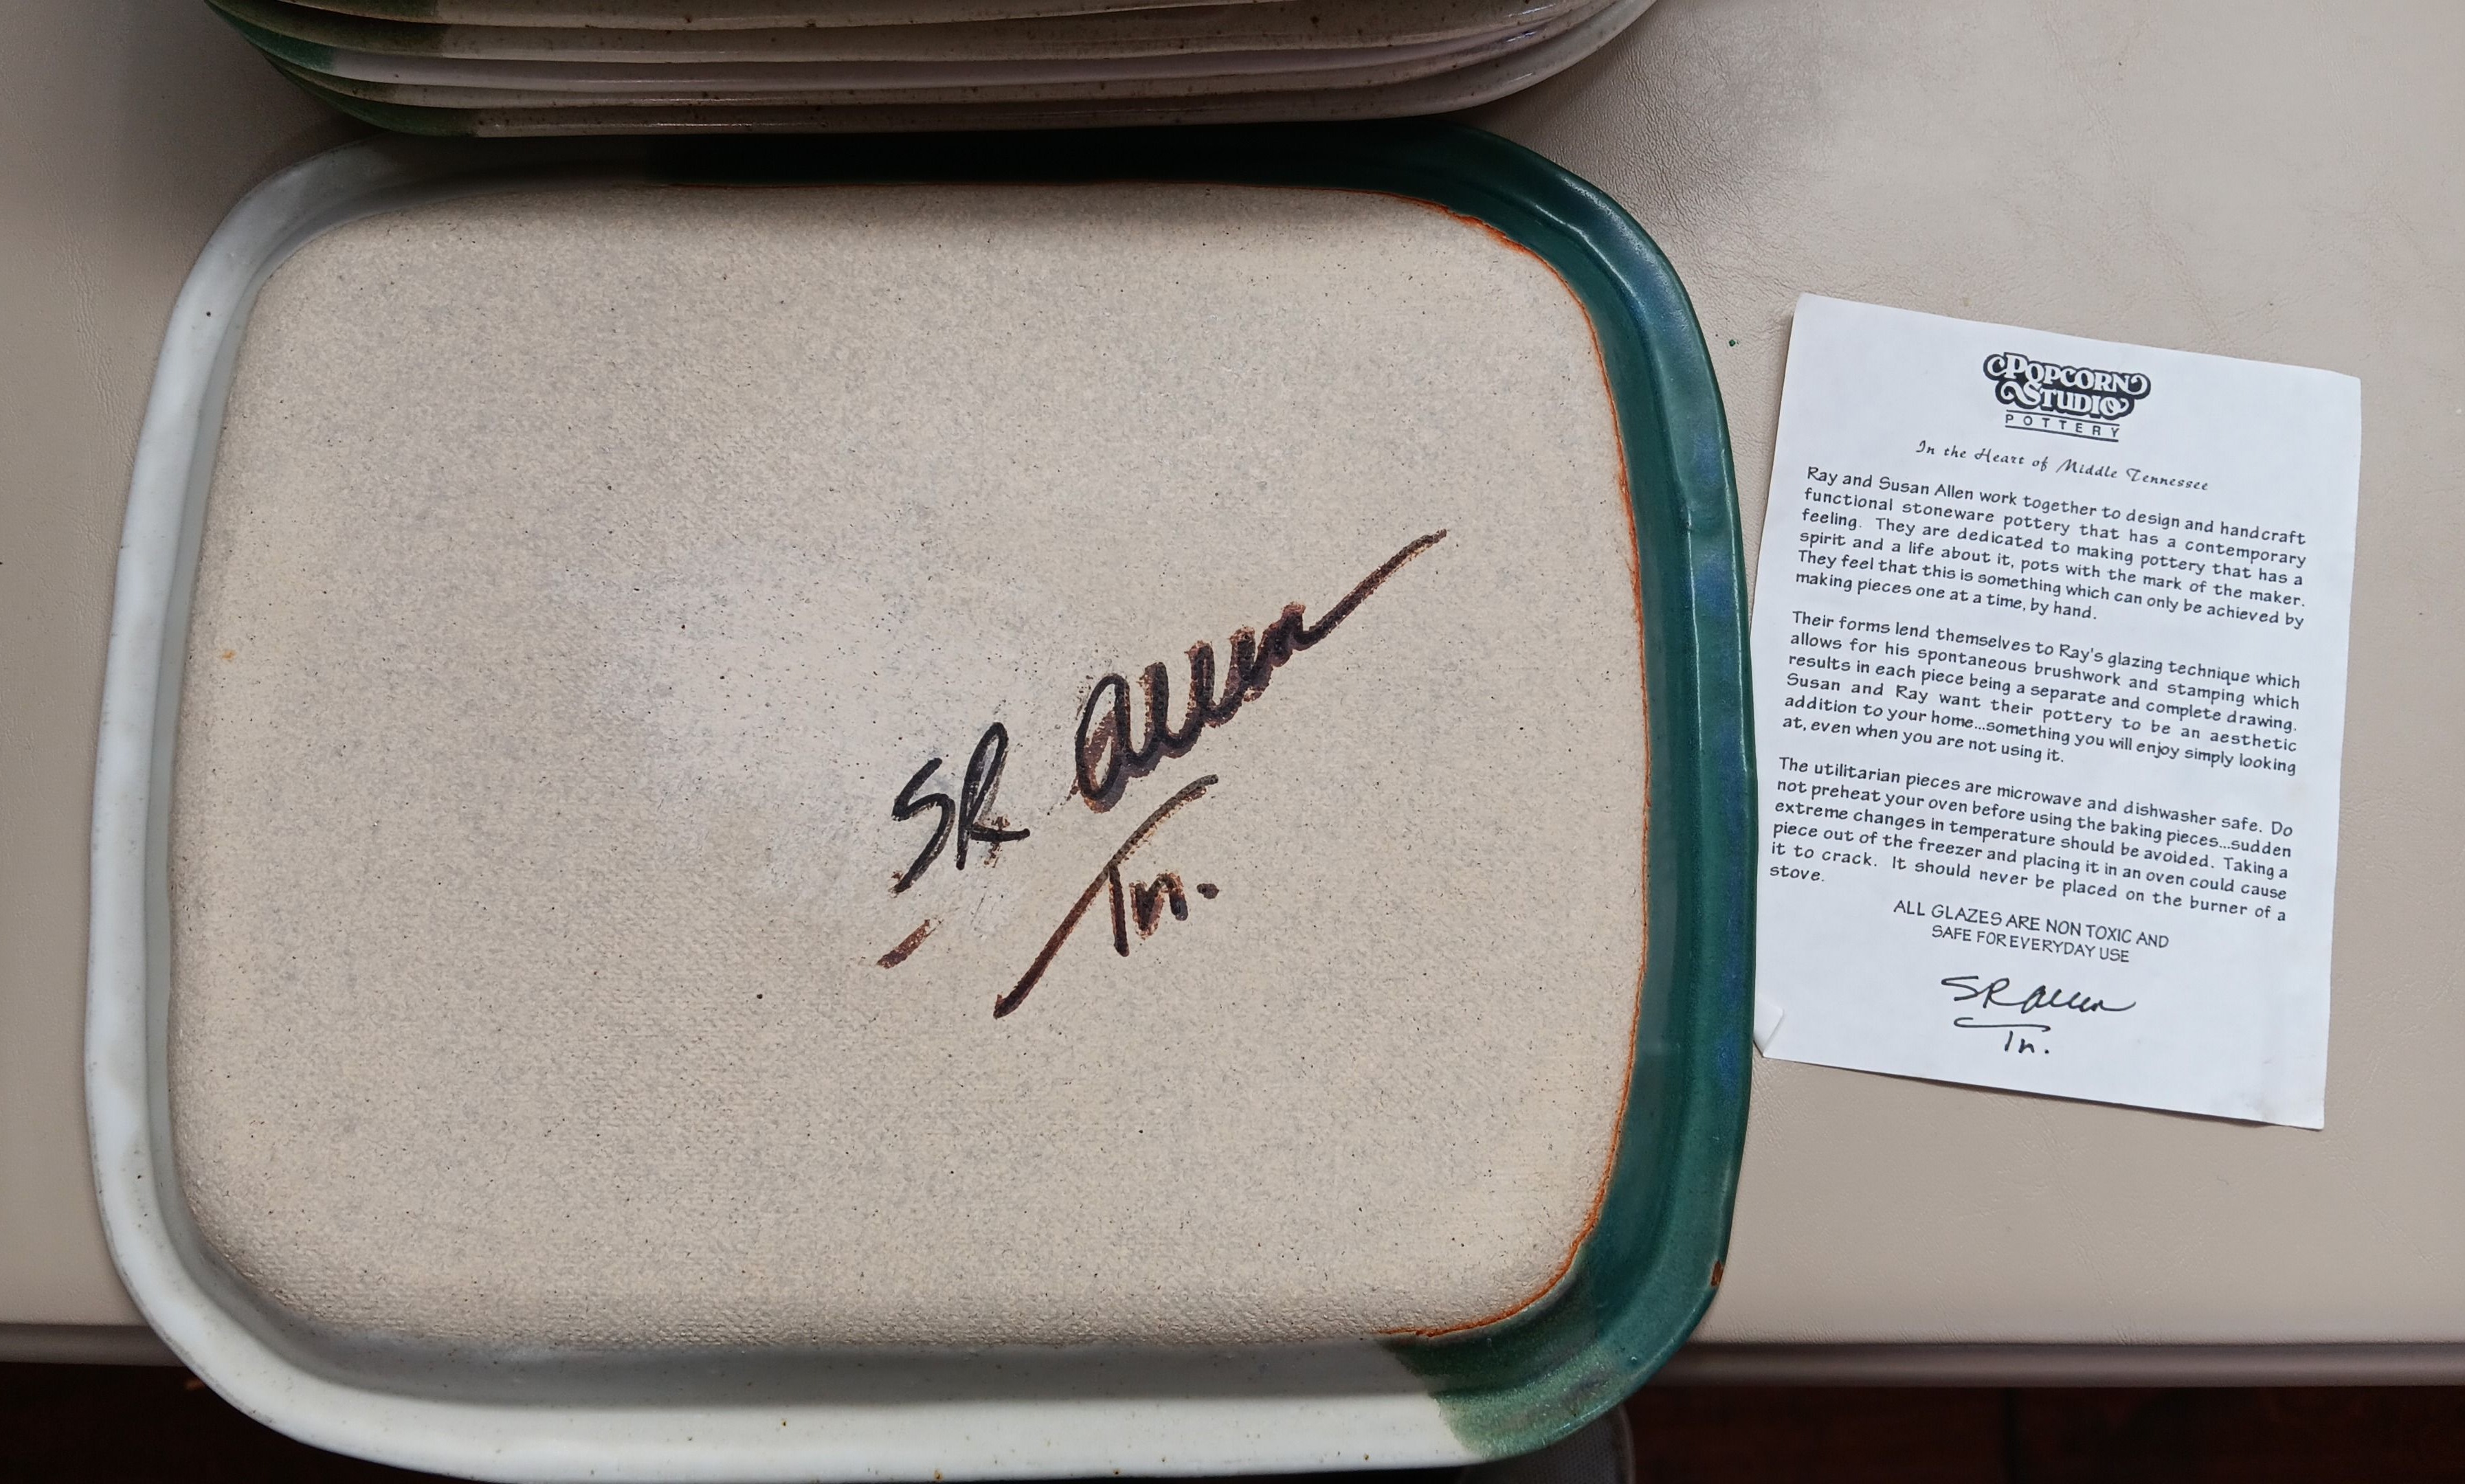 SR Allen
Tn.
POPCORN
STUDIO
POTTERY
In the Heart of Middle Tennessee
Ray and Susan Allen work together to design and handcraft
functional stoneware pottery that has a contemporary
feeling. They are dedicated to making pottery that has a
spirit and a life about it, pots with the mark of the maker.
They feel that this is something which can only be achieved by
making pieces one at a time, by hand.
Their forms lend themselves to Ray's glazing technique which
allows for his spontaneous brushwork and stamping which
results in each piece being a separate and complete drawing.
Susan and Ray want their pottery to be an aesthetic
addition to your home...something you will enjoy simply looking
at, even when you are not using it.
The utilitarian pieces are microwave and dishwasher safe. Do
not preheat your oven before using the baking pieces...sudden
extreme changes in temperature should be avoided. Taking a
piece out of the freezer and placing it in an oven could cause
it to crack. It should never be placed on the burner of a
stove.
ALL GLAZES ARE NON TOXIC AND
SAFE FOR EVERYDAY USE
SR Allen
Tn.